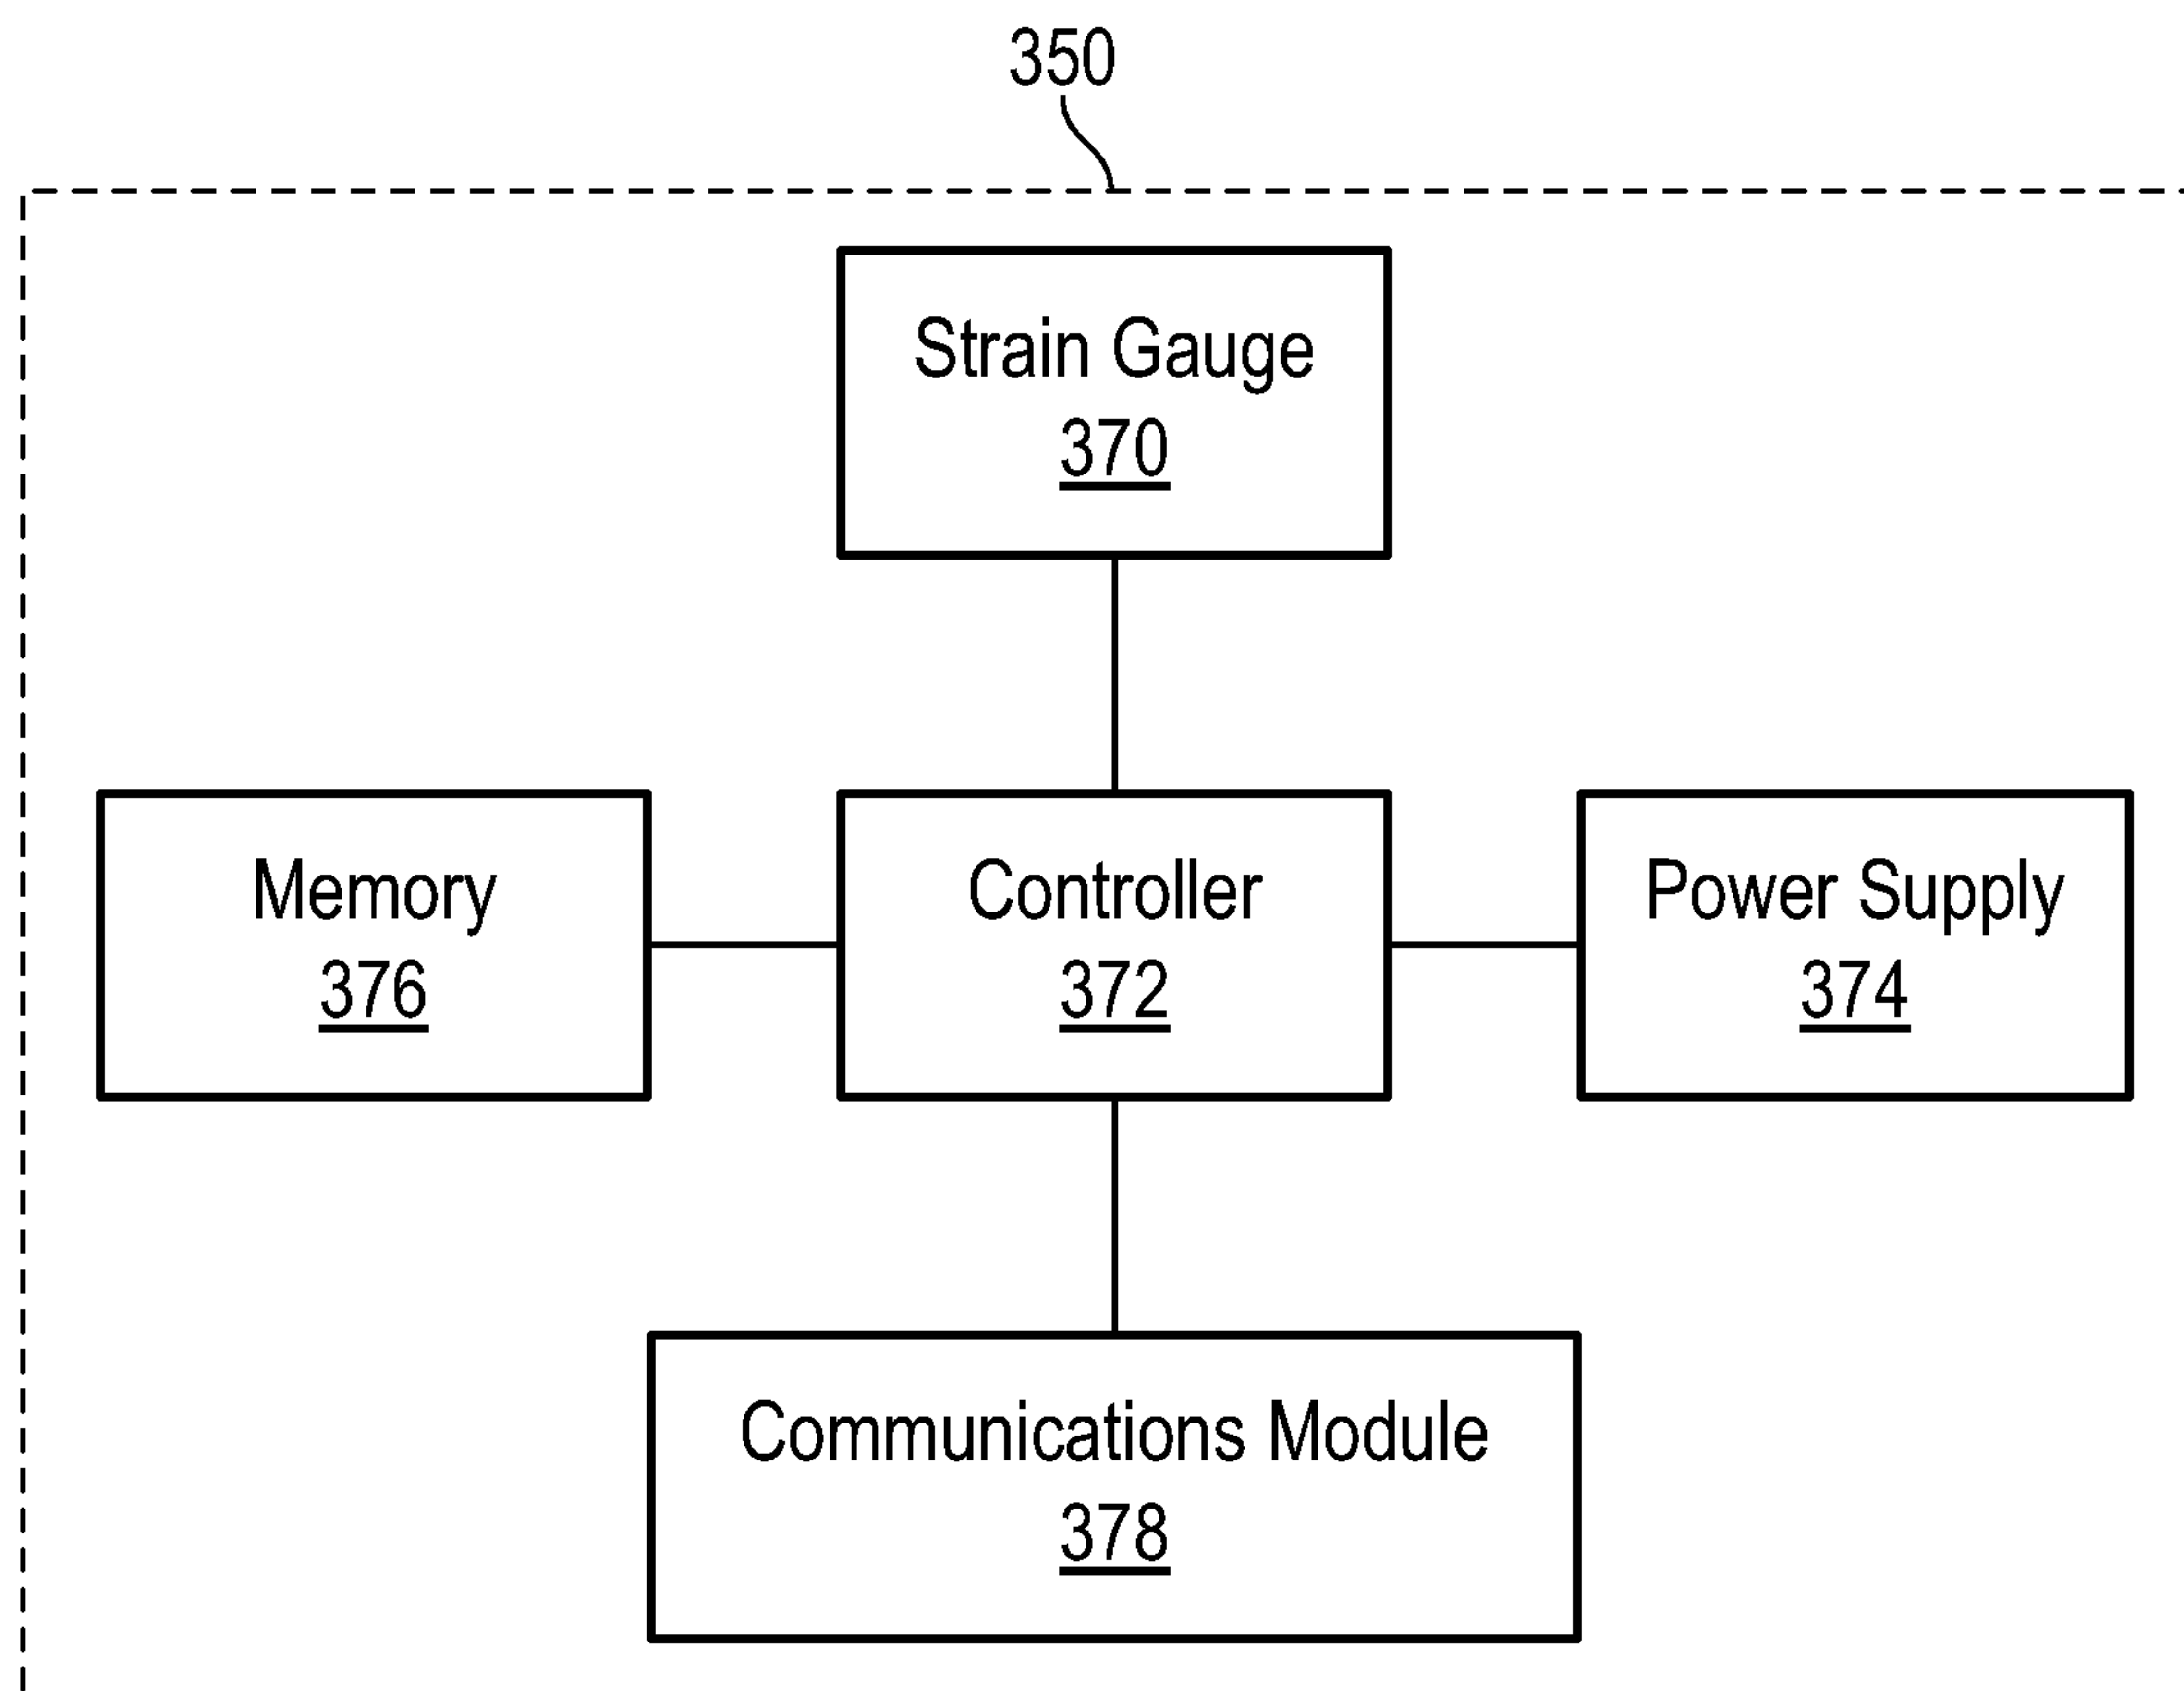 350
Strain Gauge
370
Memory
376
Controller
372
Power Supply
374
Communications Module
378